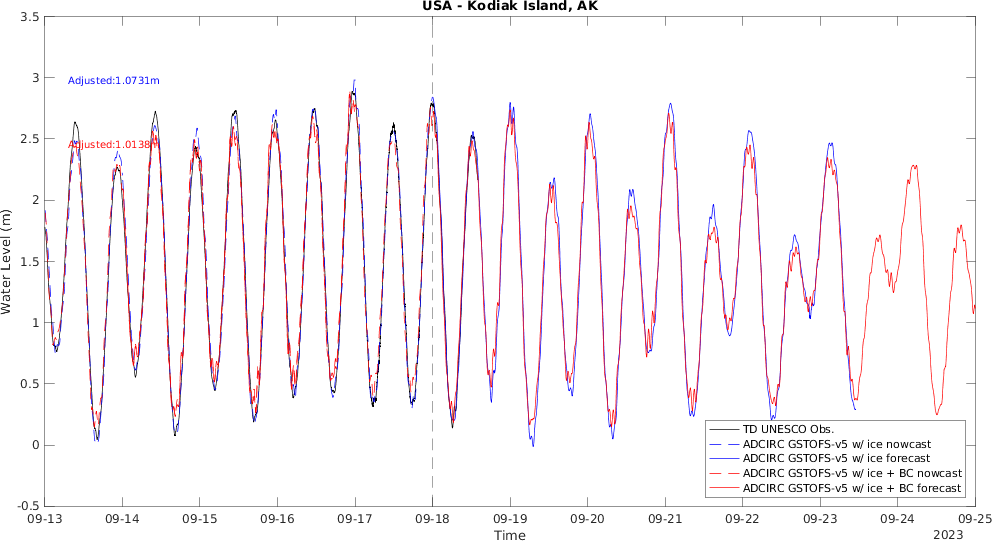 USA - Kodiak Island, AK
3.5
3
2.5
2
1.5
1
0.5
0
-0.5
Water Level (m)
Adjusted:1.0731m
Adjusted:1.0138m
TD UNESCO Obs.
ADCIRC GSTOFS-v5 w/ ice nowcast
ADCIRC GSTOFS-v5 w/ ice forecast
ADCIRC GSTOFS-v5 w/ ice + BC nowcast
ADCIRC GSTOFS-v5 w/ ice + BC forecast
09-13 09-14 09-15 09-16 09-17 09-18 09-19 09-20 09-21 09-22 09-23 09-24 09-25
Time
2023